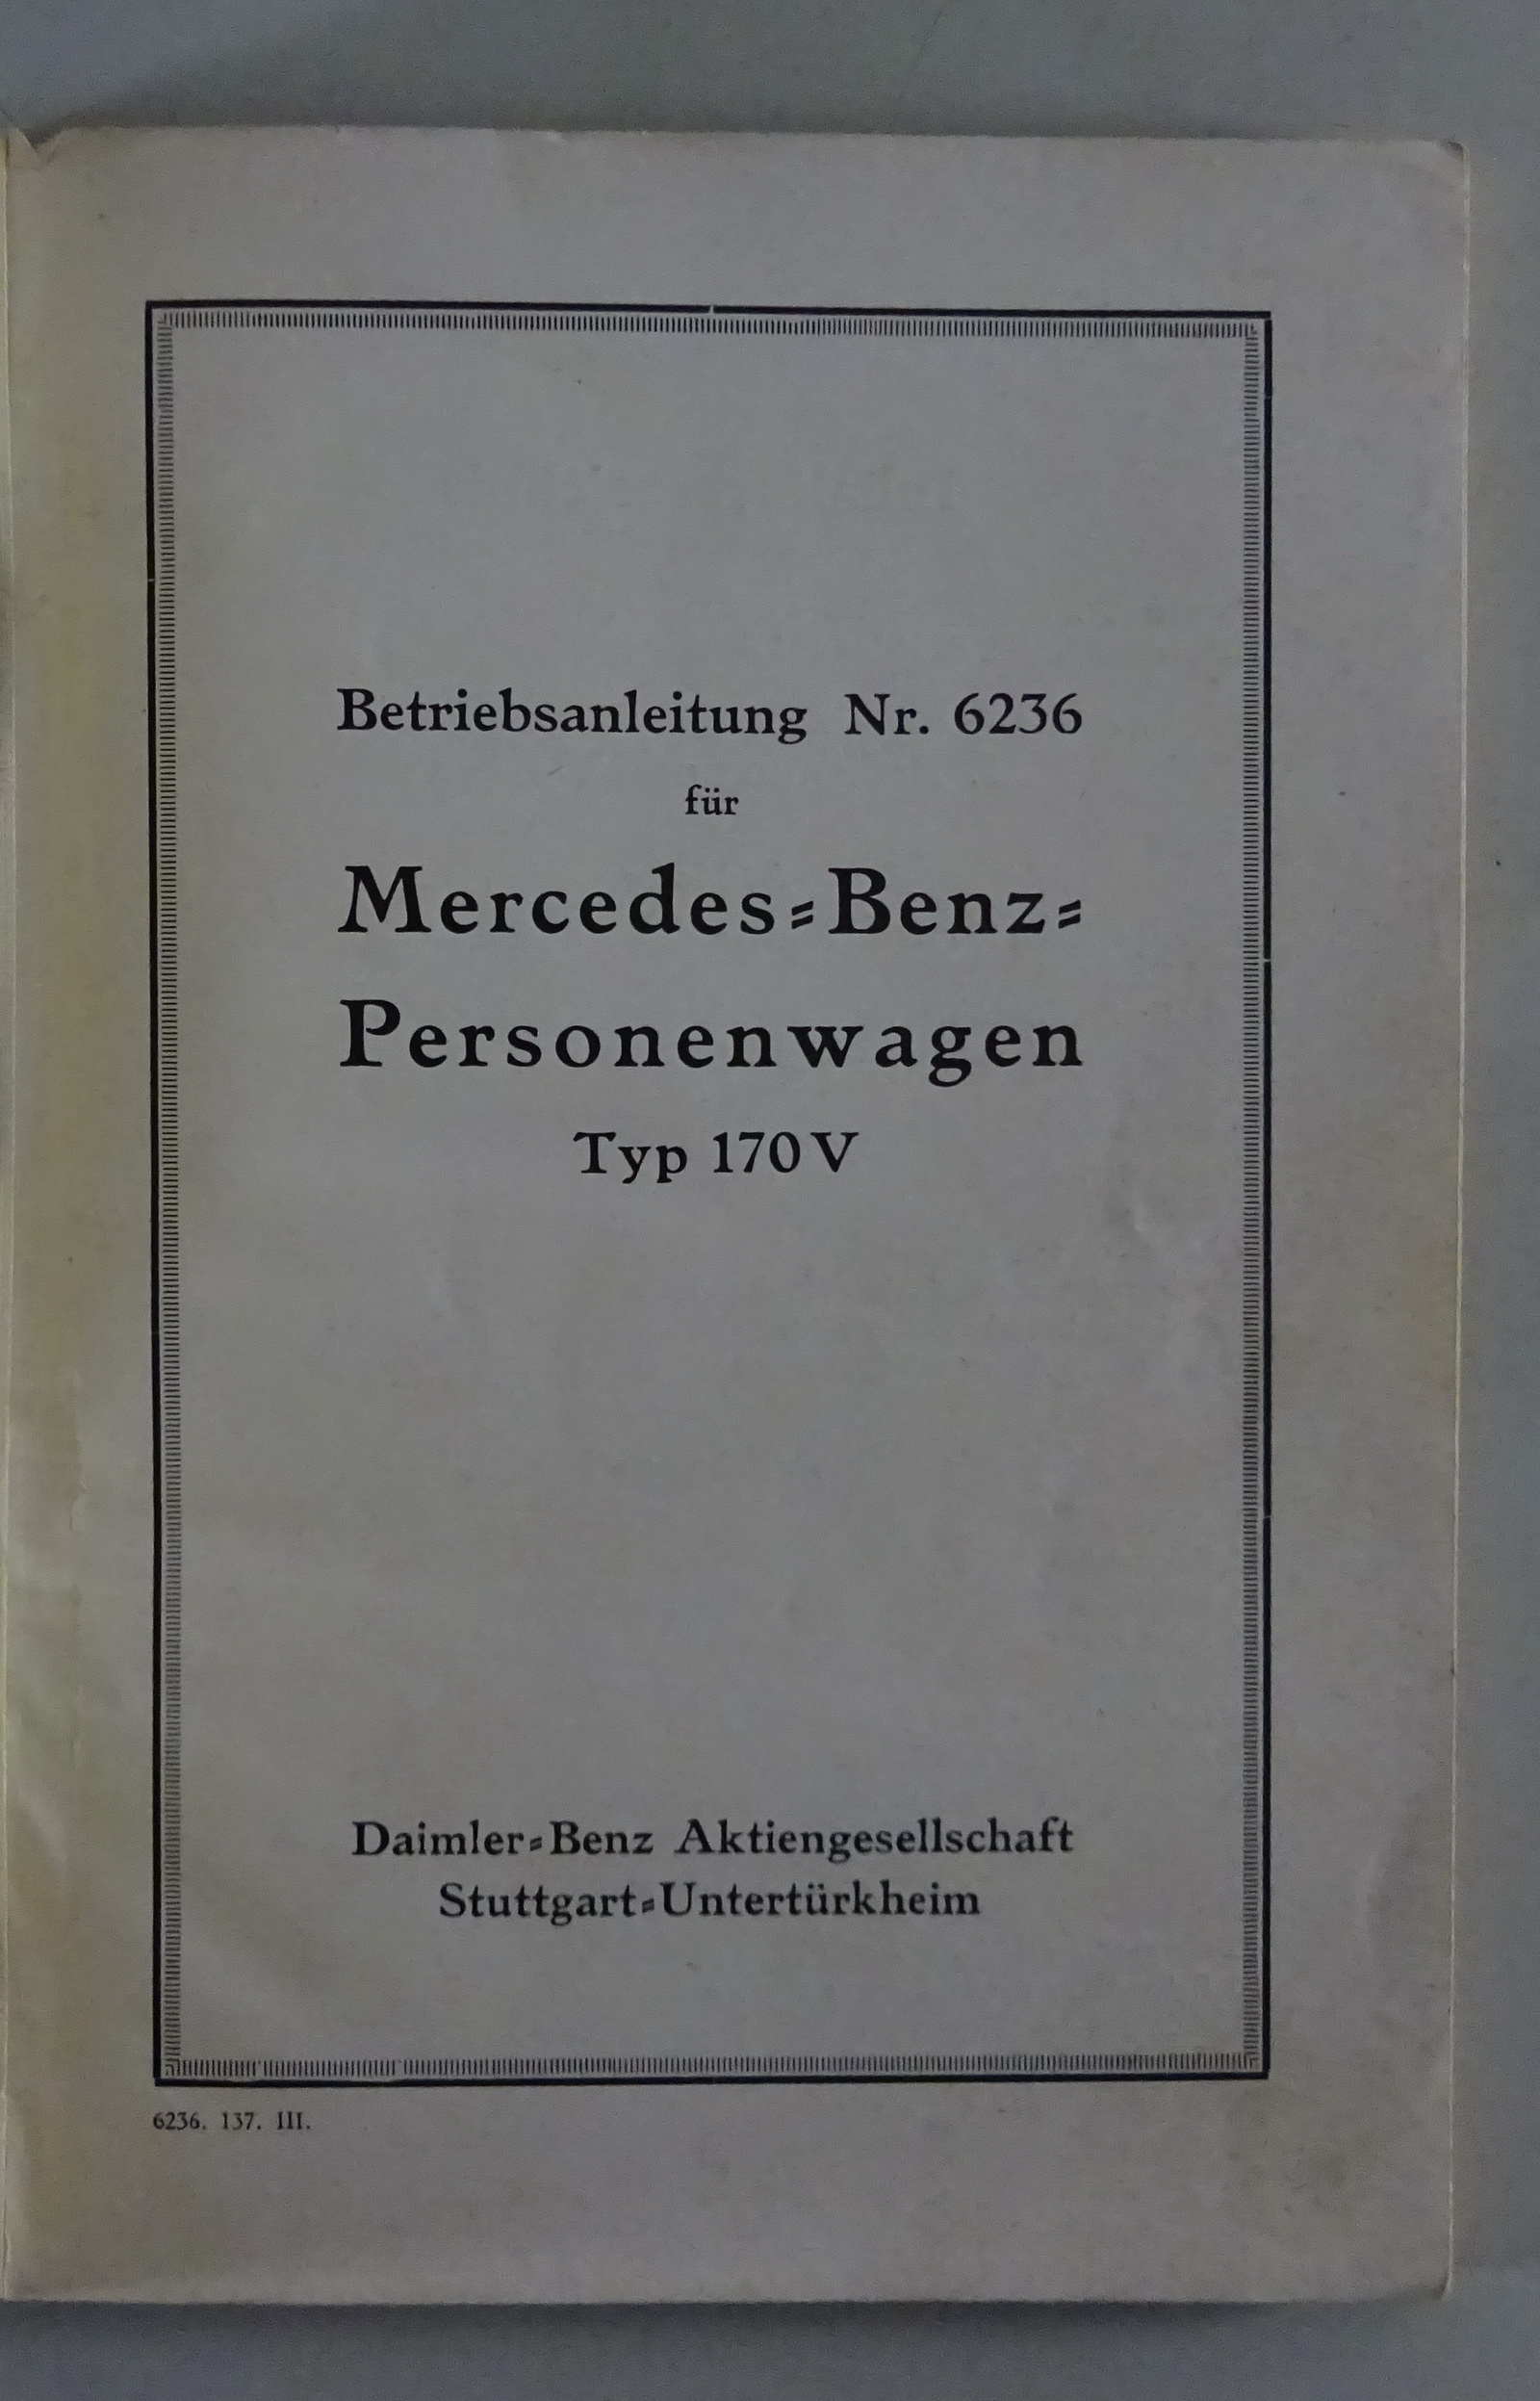 Betriebsanleitung Nr. 6236
für
Mercedes-Benz-
Personenwagen
Typ 170 V
Daimler-Benz Aktiengesellschaft
Stuttgart-Untertürkheim
6236. 137. III.